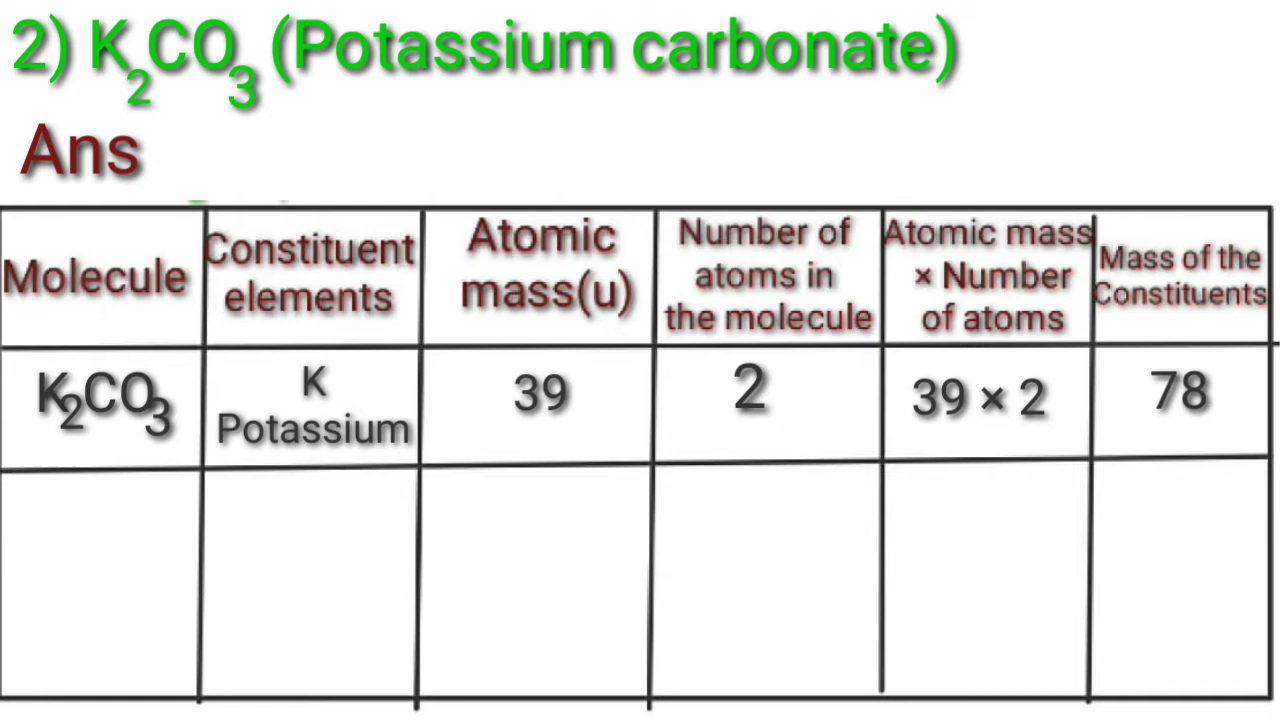 2) K₂CO₃ (Potassium carbonate)
Ans
Molecule
Constituent
elements
Atomic
mass(u)
Number of
atoms in
the molecule
Atomic mass
× Number
of atoms
Mass of the
Constituents
K₂CO₃
K
Potassium
39
2
39 × 2
78